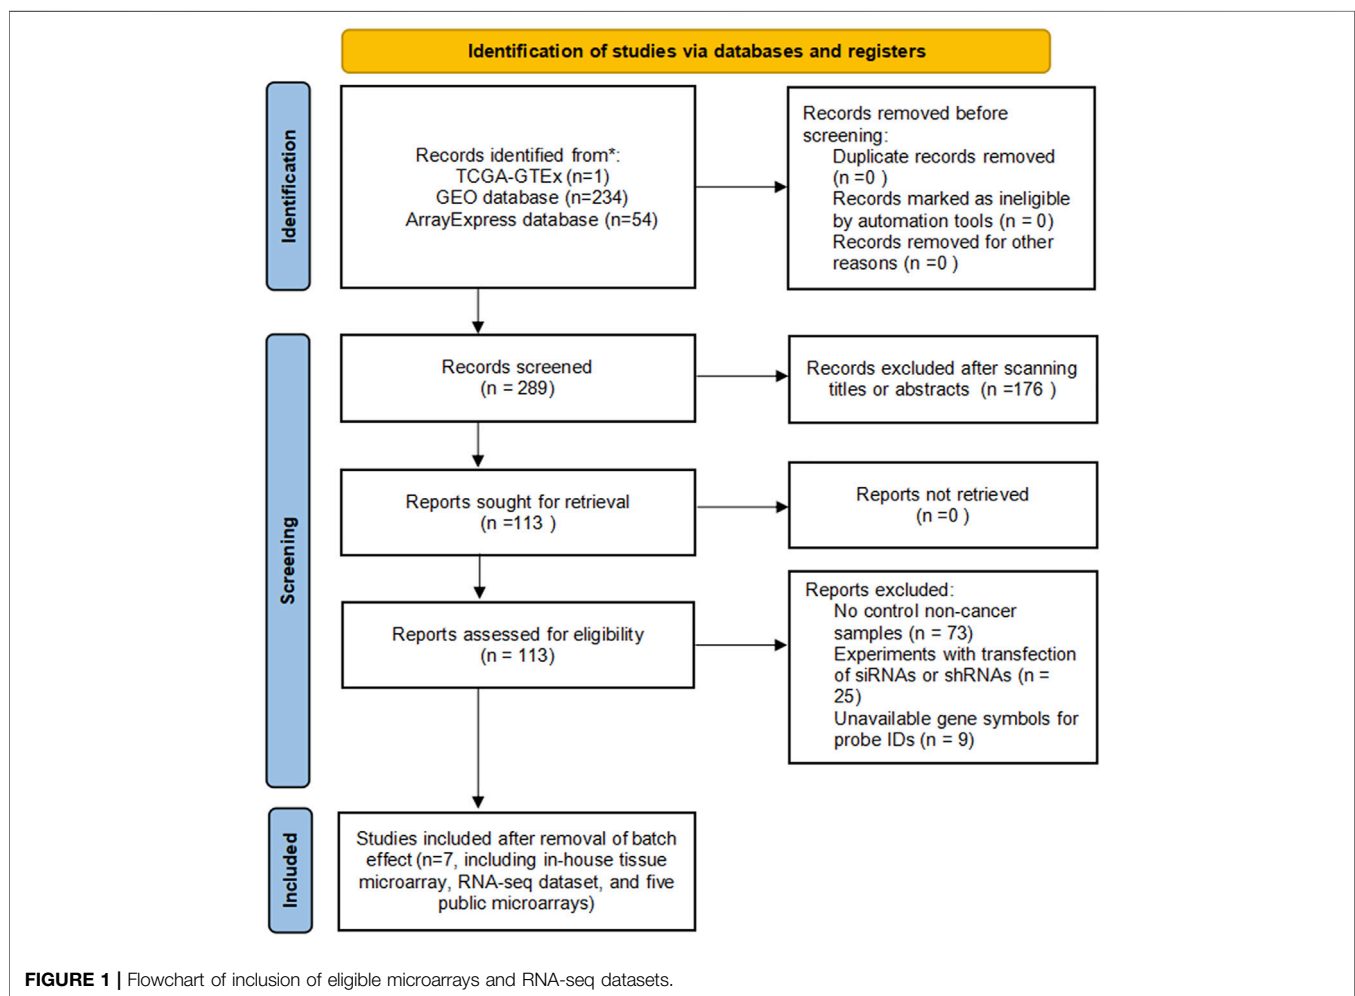 Identification of studies via databases and registers
Identification
Records identified from*:
TCGA-GTEx (n=1)
GEO database (n=234)
ArrayExpress database (n=54)
Records removed before
screening:
Duplicate records removed
(n =0 )
Records marked as ineligible
by automation tools (n = 0)
Records removed for other
reasons (n =0 )
Screening
Records screened
(n = 289)
Records excluded after scanning
titles or abstracts (n =176 )
Reports sought for retrieval
(n =113 )
Reports not retrieved
(n =0 )
Reports assessed for eligibility
(n = 113)
Reports excluded:
No control non-cancer
samples (n = 73)
Experiments with transfection
of siRNAs or shRNAs (n =
25)
Unavailable gene symbols for
probe IDs (n = 9)
Included
Studies included after removal of batch
effect (n=7, including in-house tissue
microarray, RNA-seq dataset, and five
public microarrays)
FIGURE 1 | Flowchart of inclusion of eligible microarrays and RNA-seq datasets.